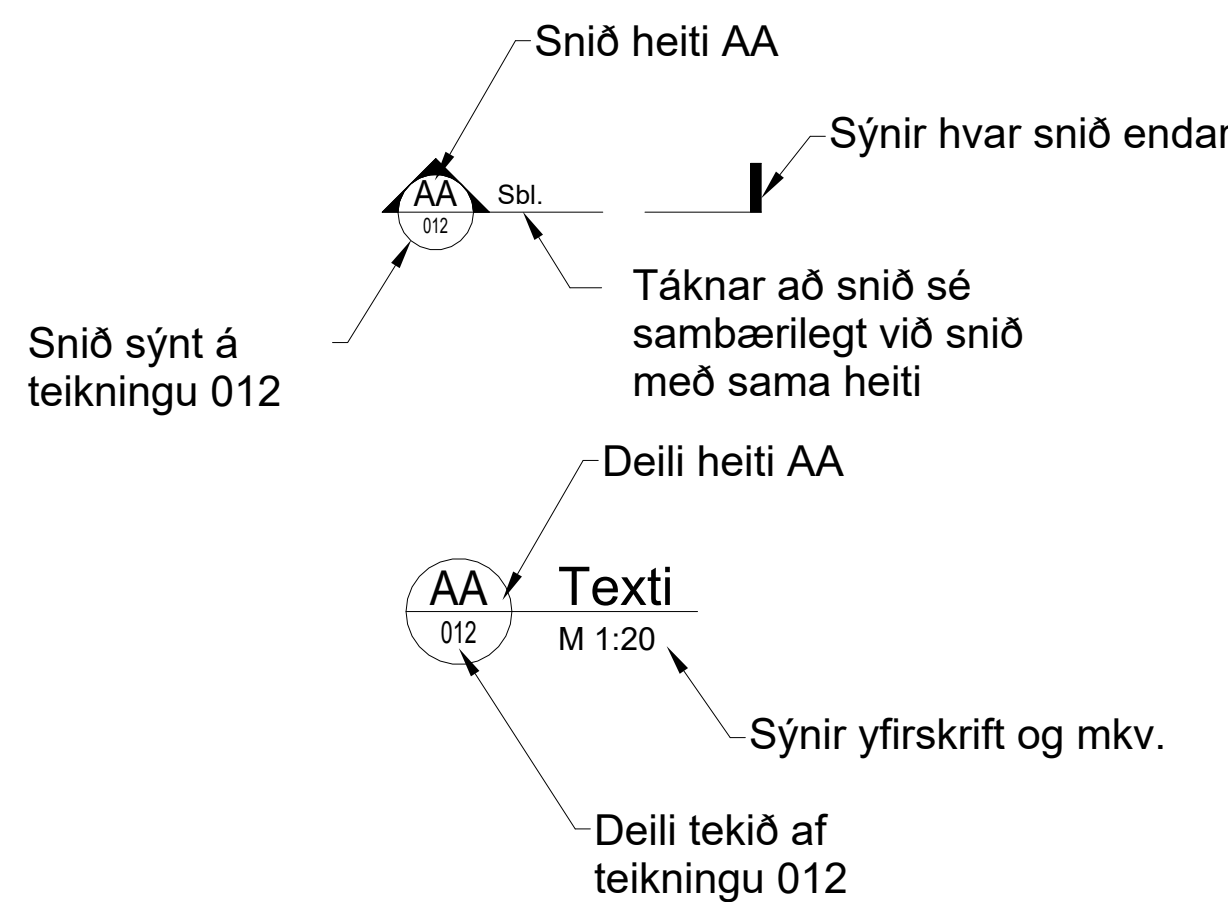 Snið heiti AA
Sýnir hvar snið endar
AA
Sbl.
012
Táknar að snið sé
sambærilegt við snið
með sama heiti
Snið sýnt á
teikningu 012
Deili heiti AA
AA
Texti
012
M 1:20
Sýnir yfirskrift og mkv.
Deili tekið af
teikningu 012